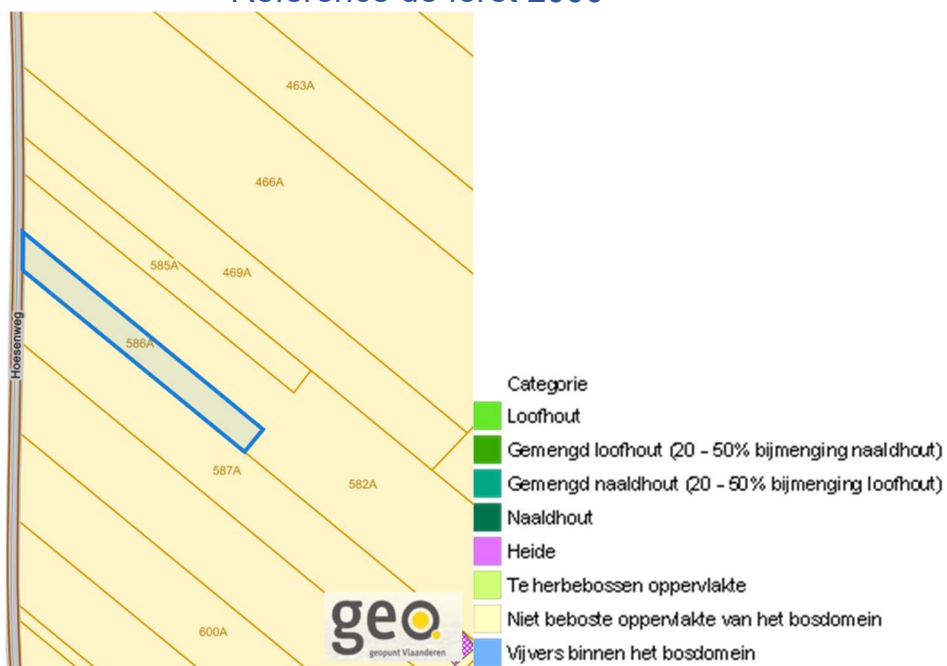 463A
466A
585A
469A
586A
Hoesenweg
587A
582A
600A
geo
geopunt Vlaanderen
Categorie
Loofhout
Gemengd loofhout (20 - 50% bijmenging naaldhout)
Gemengd naaldhout (20 - 50% bijmenging loofhout)
Naaldhout
Heide
Te herbebossen oppervlakte
Niet beboste oppervlakte van het bosdomein
Vijvers binnen het bosdomein